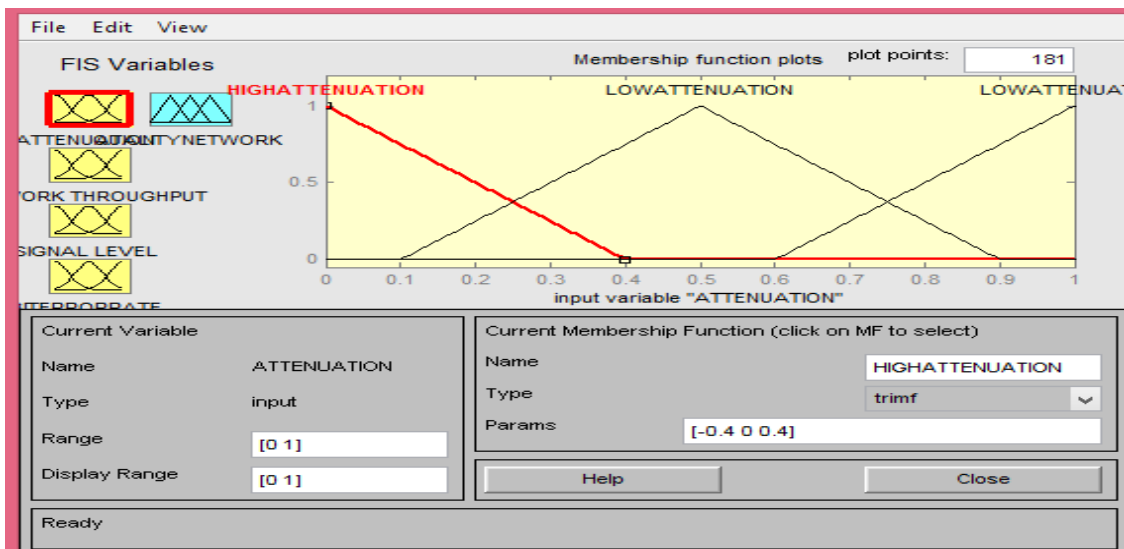 File Edit View
FIS Variables
Membership function plots plot points: 181
HIGHATTENUATION LOWATTENUATION LOWATTENUAT
ATTENUATION
QUALITYNETWORK
ORK THROUGHPUT
SIGNAL LEVEL
1
0.5
0
0 0.1 0.2 0.3 0.4 0.5 0.6 0.7 0.8 0.9 1
input variable "ATTENUATION"
Current Variable
Name ATTENUATION
Type input
Range [0 1]
Display Range [0 1]
Current Membership Function (click on MF to select)
Name HIGHATTENUATION
Type trimf
Params [-0.4 0 0.4]
Help Close
Ready